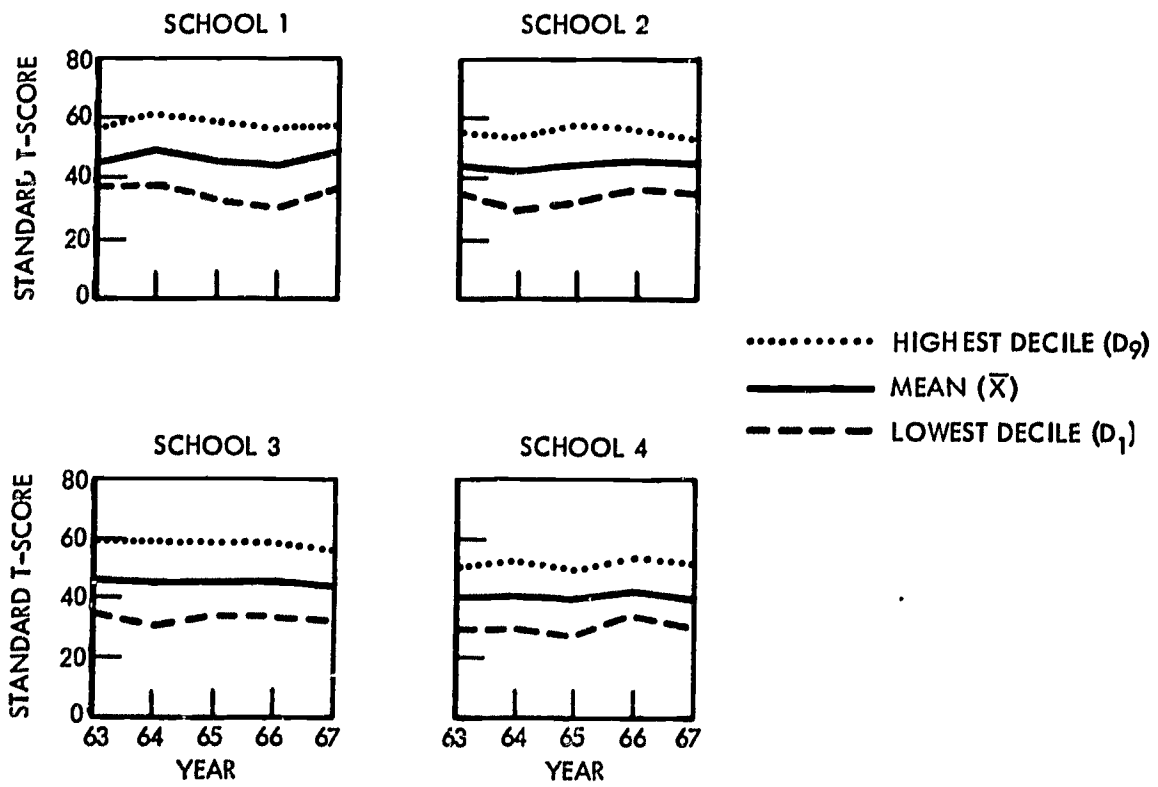 SCHOOL 1
SCHOOL 2
STANDARD T-SCORE
80
60
40
20
0
HIGHEST DECILE (D9)
MEAN (X̅)
LOWEST DECILE (D1)
SCHOOL 3
SCHOOL 4
STANDARD T-SCORE
80
60
40
20
0
63 64 65 66 67
63 64 65 66 67
YEAR
YEAR